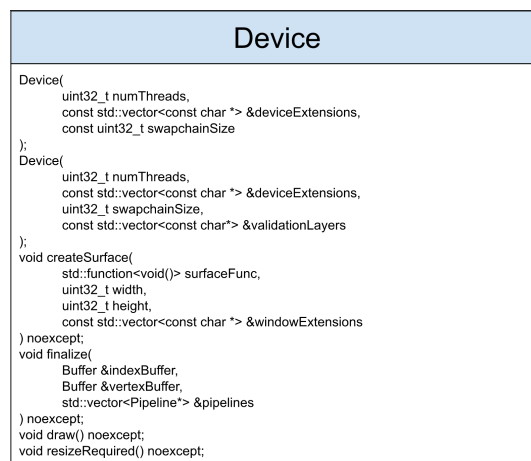 Device
Device(
uint32_t numThreads,
const std::vector<const char *> &deviceExtensions,
const uint32_t swapchainSize
);
Device(
uint32_t numThreads,
const std::vector<const char *> &deviceExtensions,
uint32_t swapchainSize,
const std::vector<const char*> &validationLayers
);
void createSurface(
std::function<void()> surfaceFunc,
uint32_t width,
uint32_t height,
const std::vector<const char *> &windowExtensions
) noexcept;
void finalize(
Buffer &indexBuffer,
Buffer &vertexBuffer,
std::vector<Pipeline*> &pipelines
) noexcept;
void draw() noexcept;
void resizeRequired() noexcept;